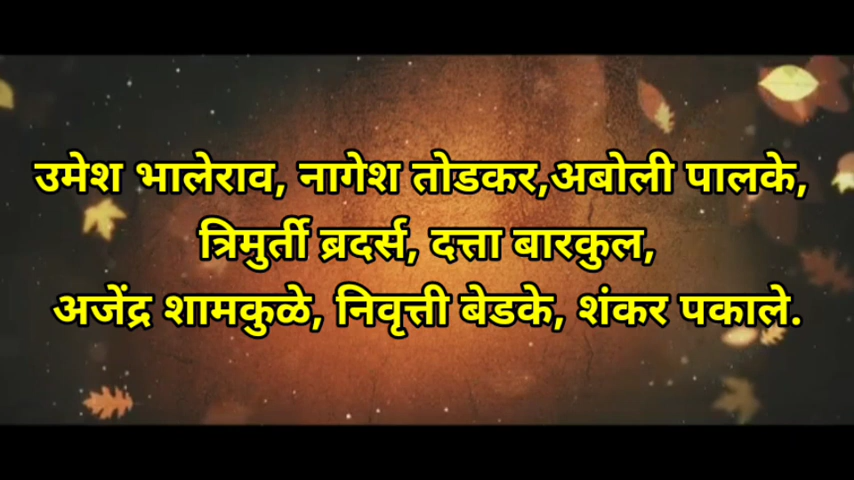 उमेश भालेराव, नागेश तोडकर,अबोली पालके,
त्रिमुर्ती ब्रदर्स, दत्ता बारकुल,
अजेंद्र शामकुळे, निवृत्ती बेडके, शंकर पकाले.